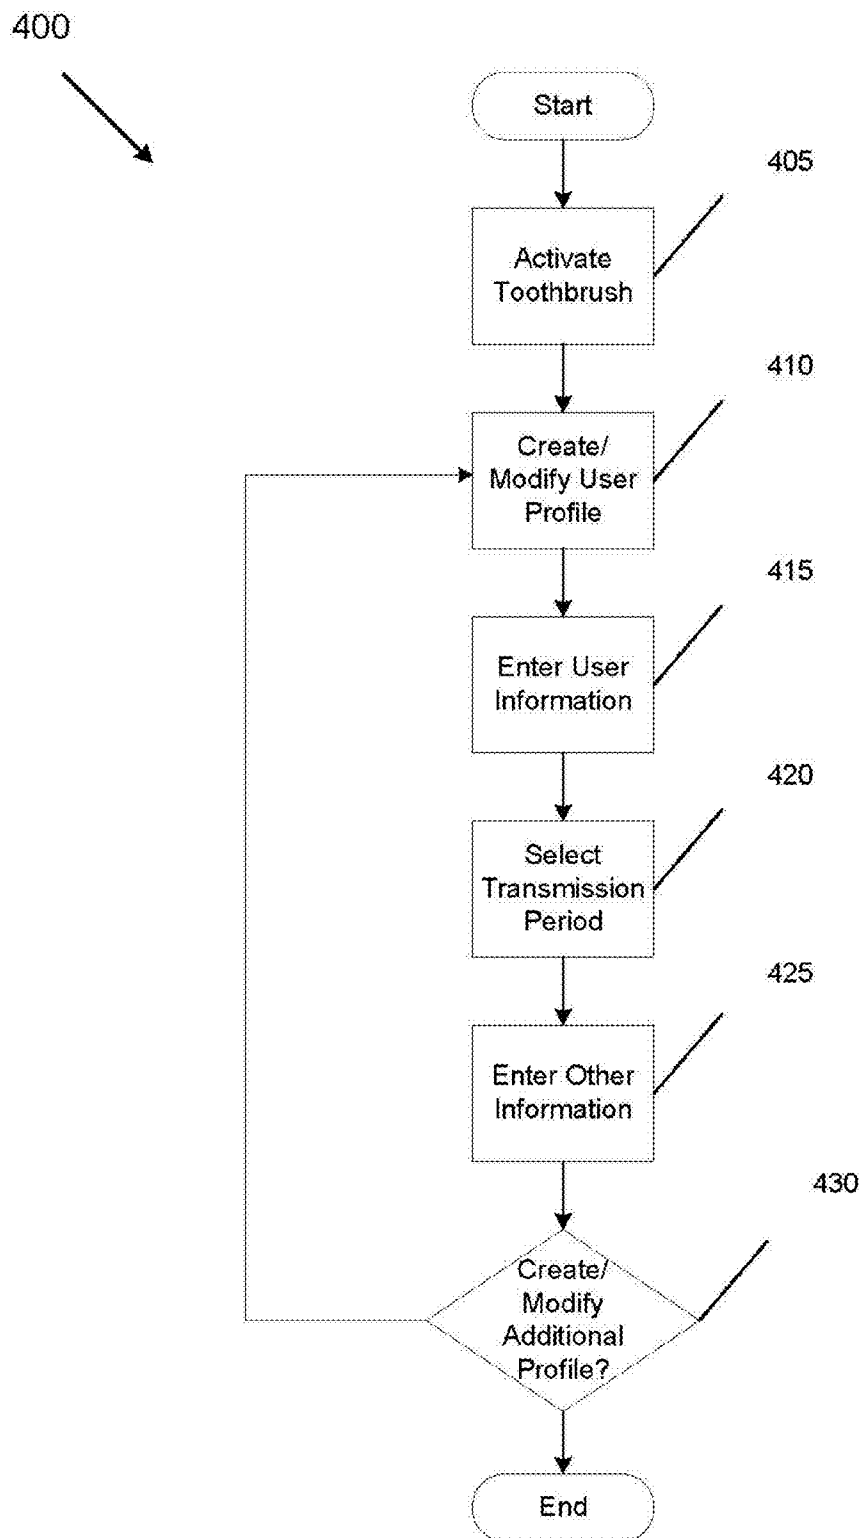 400
Start
405
Activate
Toothbrush
410
Create/
Modify User
Profile
415
Enter User
Information
420
Select
Transmission
Period
425
Enter Other
Information
430
Create/
Modify
Additional
Profile?
End